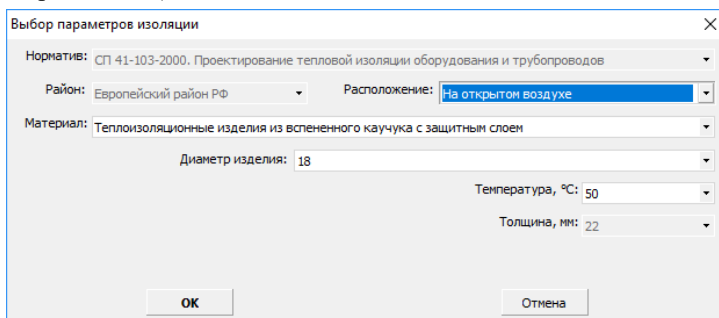 Выбор параметров изоляции
Норматив: СП 41-103-2000. Проектирование тепловой изоляции оборудования и трубопроводов
Район: Европейский район РФ Расположение: На открытом воздухе
Материал: Теплоизоляционные изделия из вспененного каучука с защитным слоем
Диаметр изделия: 18
Температура, °C: 50
Толщина, мм: 22
ОК Отмена